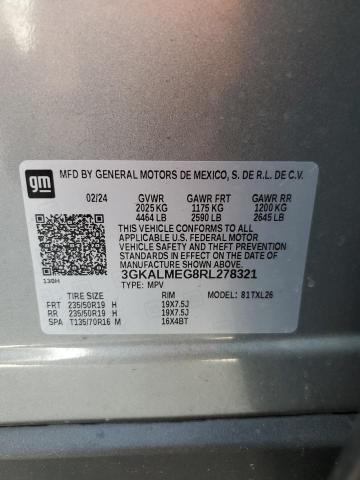 gm
MFD BY GENERAL MOTORS DE MEXICO, S. DE R.L. DE C.V.
02/24 GVWR GAWR FRT GAWR RR
2025 KG 1175 KG 1200 KG
4464 LB 2590 LB 2645 LB
THIS VEHICLE CONFORMS TO ALL
APPLICABLE U.S. FEDERAL MOTOR
VEHICLE SAFETY, BUMPER, AND THEFT
PREVENTION STANDARDS IN EFFECT ON
THE DATE OF MANUFACTURE SHOWN ABOVE.
3GKALMEG8RL278321
130H TYPE: MPV MODEL: 81TXL26
TIRE SIZE RIM
FRT 235/50R19 H 19X7.5J
RR 235/50R19 H 19X7.5J
SPA T135/70R16 M 16X4BT